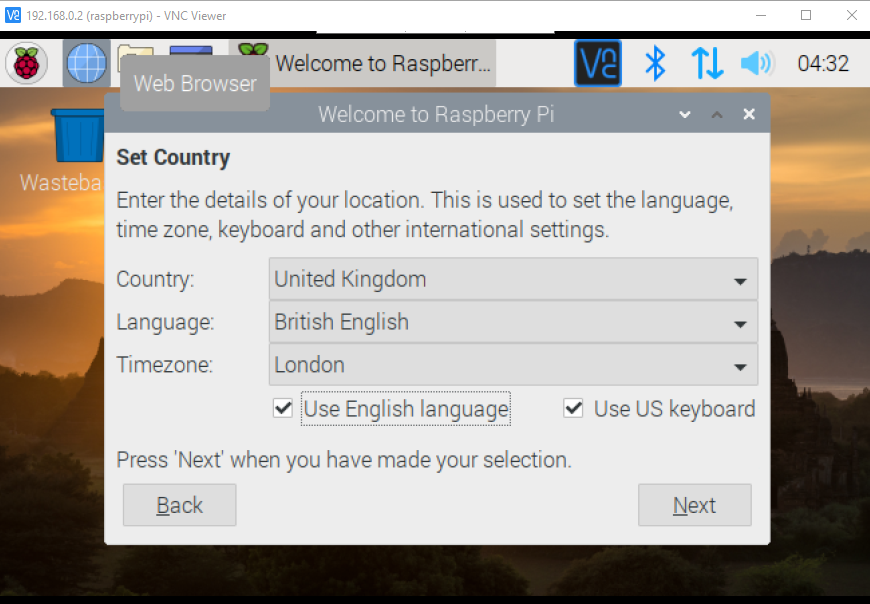 192.168.0.2 (raspberrypi) - VNC Viewer
Welcome to Raspberr...
04:32
Web Browser
Welcome to Raspberry Pi
Wasteba
Set Country
Enter the details of your location. This is used to set the language,
time zone, keyboard and other international settings.
Country: United Kingdom
Language: British English
Timezone: London
Use English language Use US keyboard
Press 'Next' when you have made your selection.
Back Next